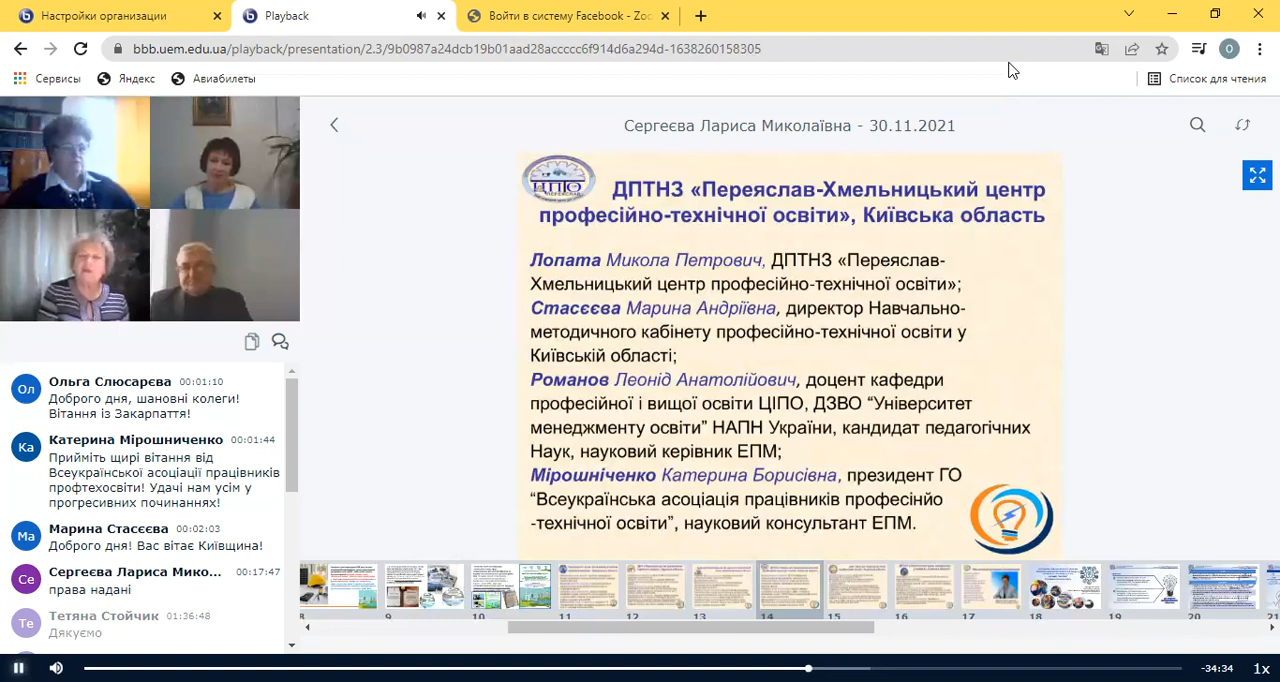 Настройки организации
Playback
Войти в систему Facebook - Zoo
bbb.uem.edu.ua/playback/presentation/2.3/9b0987a24dcb19b01aad28accccc6f914d6a294d-1638260158305
О
Сервисы
Яндекс
Авиабилеты
Список для чтения
Сергеєва Лариса Миколаївна - 30.11.2021
ЦПТО
ДПТНЗ «Переяслав-Хмельницький центр
професійно-технічної освіти», Київська область
Лопата Микола Петрович, ДПТНЗ «Переяслав-
Хмельницький центр професійно-технічної освіти»;
Стасєєва Марина Андріївна, директор Навчально-
методичного кабінету професійно-технічної освіти у
Київській області;
Романов Леонід Анатолійович, доцент кафедри
професійної і вищої освіти ЦІПО, ДЗВО “Університет
менеджменту освіти” НАПН України, кандидат педагогічних
Наук, науковий керівник ЕПМ;
Мірошніченко Катерина Борисівна, президент ГО
“Всеукраїнська асоціація працівників професінйо
-технічної освіти”, науковий консультант ЕПМ.
Ол
Ольга Слюсарєва 00:01:10
Доброго дня, шановні колеги!
Вітання із Закарпаття!
Ка
Катерина Мірошниченко 00:01:44
Прийміть щирі вітання від
Всеукраїнської асоціації працівників
профтехосвіти! Удачі нам усім у
прогресивних починаннях!
Ма
Марина Стасєєва 00:02:03
Доброго дня! Вас вітає Київщина!
Се
Сергеєва Лариса Мико... 00:17:47
права надані
Те
Тетяна Стойчик 01:36:48
Дякуємо
8 9 10 11 12 13 14 15 16 17 18 19 20 21
-34:34
1x